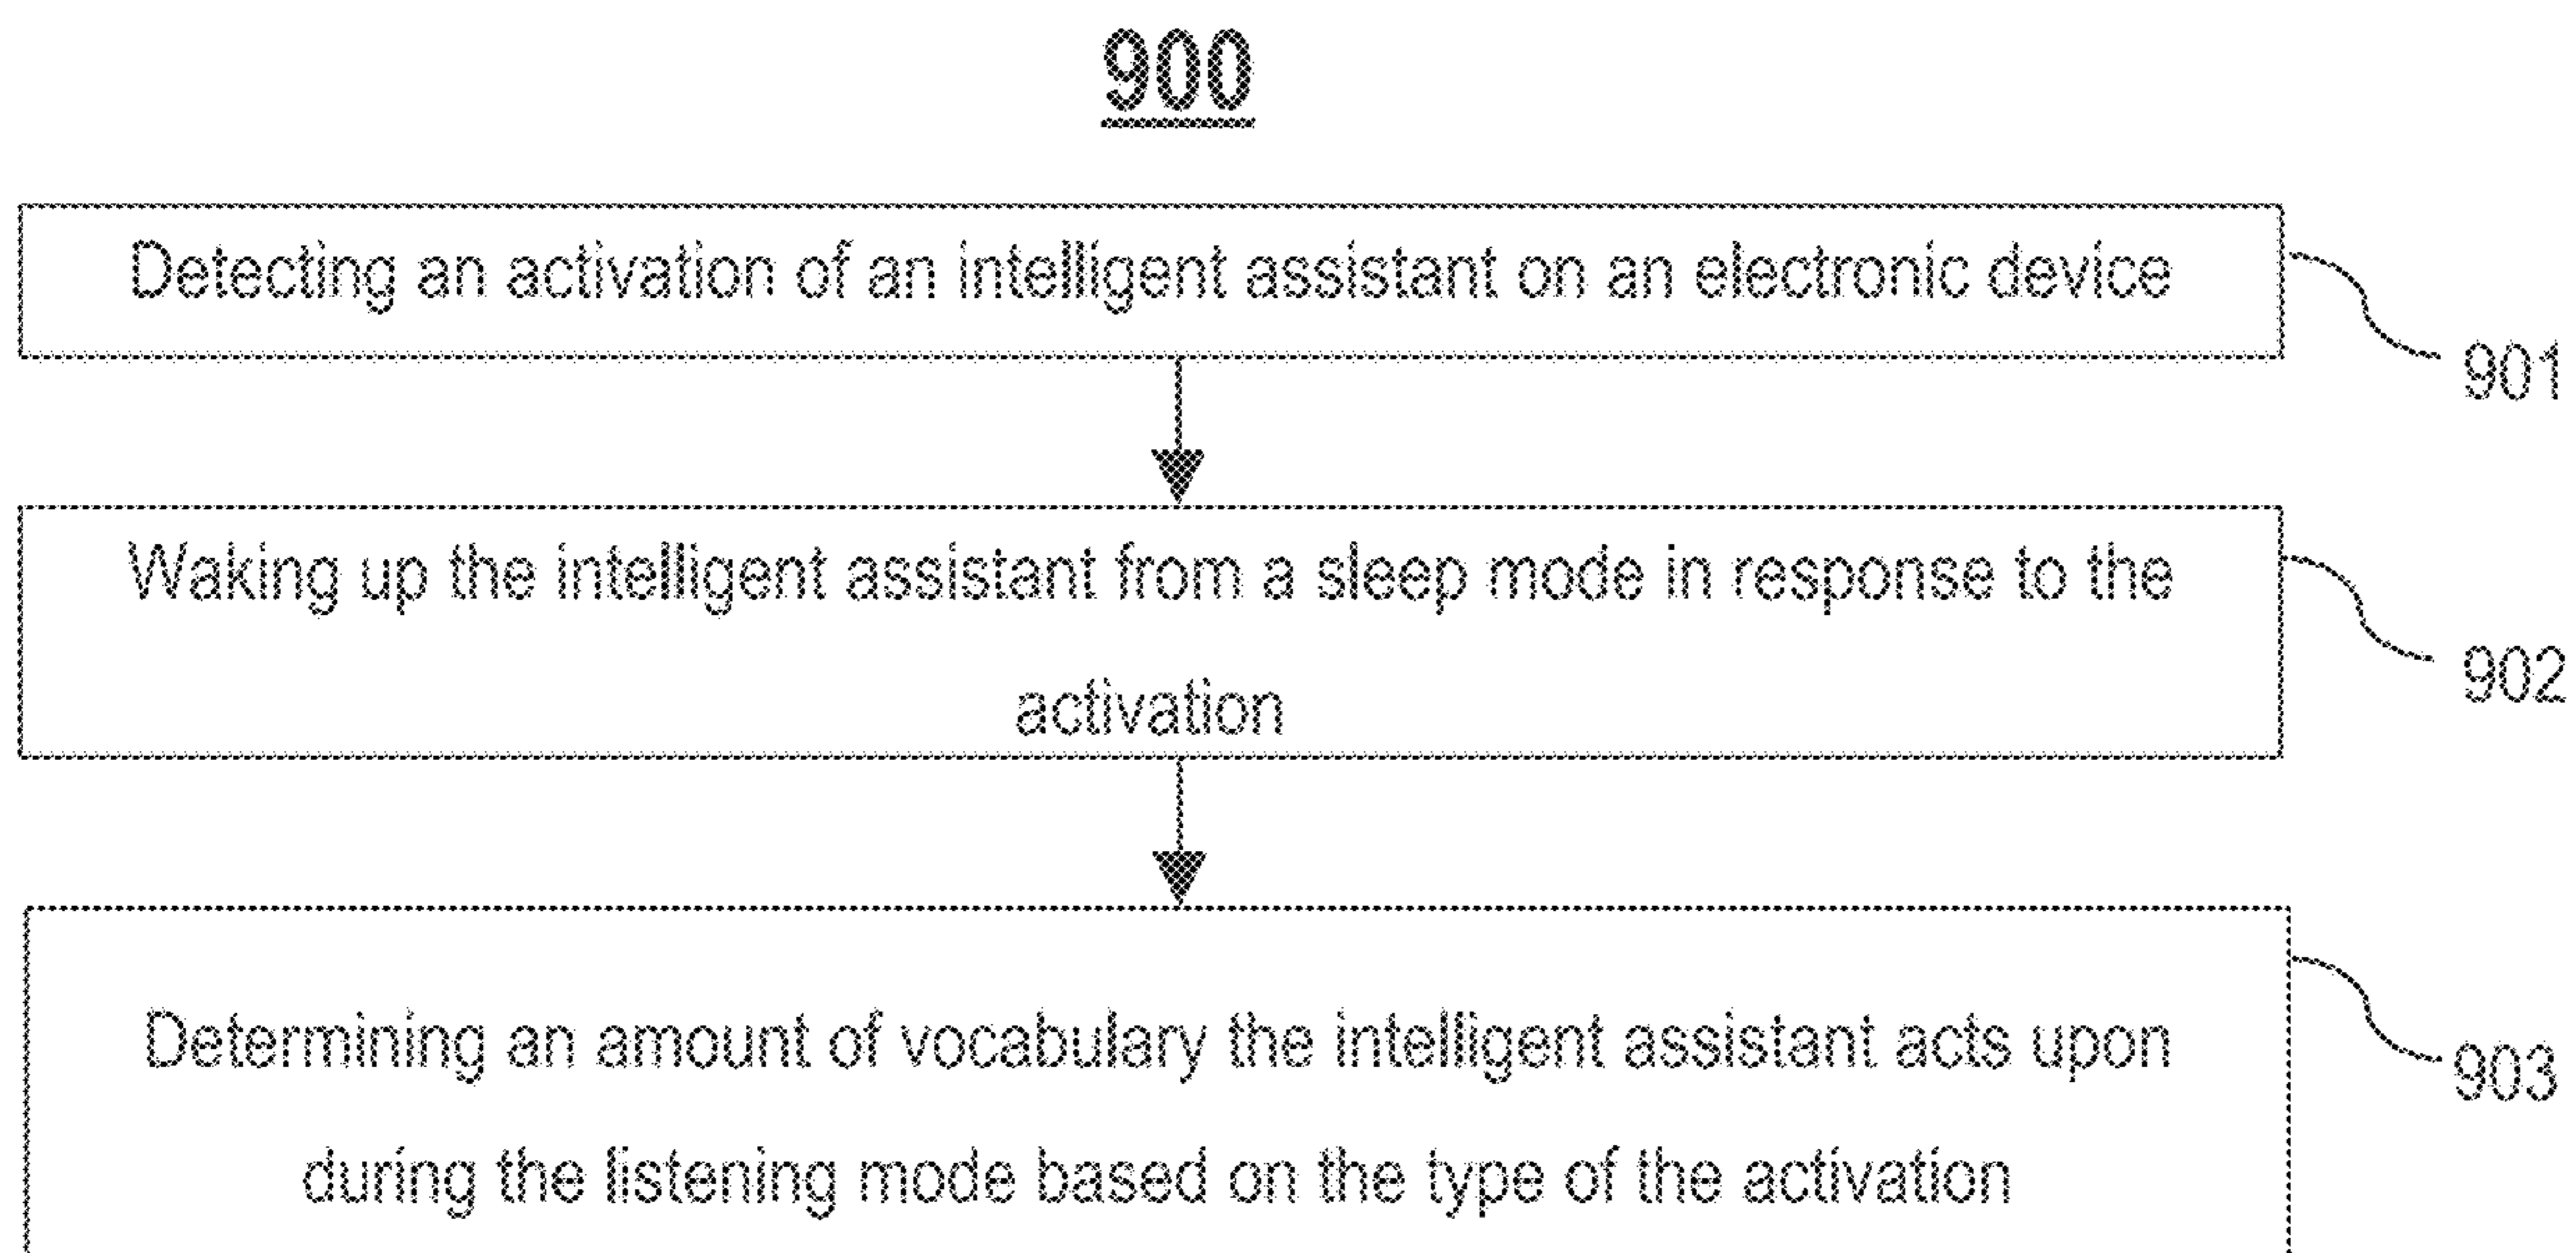 900
Detecting an activation of an intelligent assistant on an electronic device
901
Waking up the intelligent assistant from a sleep mode in response to the
activation
902
Determining an amount of vocabulary the intelligent assistant acts upon
during the listening mode based on the type of the activation
903